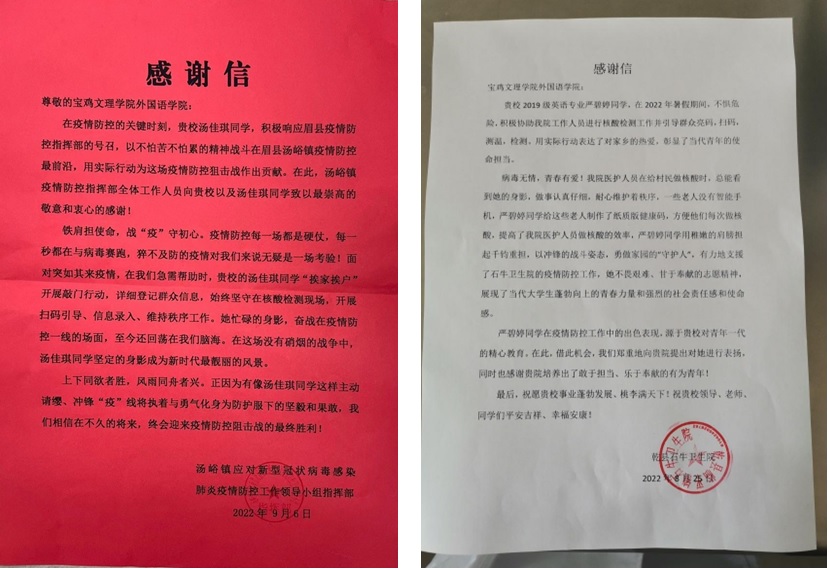 感谢信
尊敬的宝鸡文理学院外国语学院：
在疫情防控的关键时刻，贵校汤佳琪同学，积极响应眉县疫情防
控指挥部的号召，以不怕苦不怕累的精神战斗在眉县汤峪镇疫情防控
最前沿，用实际行动为这场疫情防控阻击战作出贡献。在此，汤峪镇
疫情防控指挥部全体工作人员向贵校以及汤佳琪同学致以最崇高的
敬意和衷心的感谢！
铁肩担使命，战“疫”守初心。疫情防控每一场都是硬仗，每一
秒都在与病毒赛跑，猝不及防的疫情对我们来说无疑是一场考验！面
对突如其来疫情，在我们急需帮助时，贵校的汤佳琪同学“挨家挨户”
开展敲门行动，详细登记群众信息，始终坚守在核酸检测现场，开展
扫码引导、信息录入、维持秩序工作。她忙碌的身影，奋战在疫情防
控一线的场面，至今还回荡在我们脑海。在这场没有硝烟的战争中，
汤佳琪同学坚定的身影成为新时代最靓丽的风景。
上下同欲者胜，风雨同舟者兴。正因为有像汤佳琪同学这样主动
请缨、冲锋“疫”线将执着与勇气化身为防护服下的坚毅和果敢，我
们相信在不久的将来，终会迎来疫情防控阻击战的最终胜利！
汤峪镇应对新型冠状病毒感染
肺炎疫情防控工作领导小组指挥部
2022年9月6日
感谢信
宝鸡文理学院外国语学院：
贵校2019级英语专业严碧婷同学，在2022年暑假期间，不惧危
险，积极协助我院工作人员进行核酸检测工作并引导群众亮码，扫码，
测温，检测，用实际行动表达了对家乡的热爱，彰显了当代青年的使
命担当。
病毒无情，青春有爱！我院医护人员在给村民做核酸时，总能看
到她的身影，做事认真仔细，耐心维护着秩序，一些老人没有智能手
机，严碧婷同学给这些老人制作了纸质版健康码，方便他们每次做核
酸，提高了我院医护人员做核酸的效率，严碧婷同学用稚嫩的肩膀担
起千钧重担，以冲锋的战斗姿态，勇做家园的“守护人”，有力地支援
了石牛卫生院的疫情防控工作，她不畏艰难、甘于奉献的志愿精神，
展现了当代大学生蓬勃向上的青春力量和强烈的社会责任感和使命
感。
严碧婷同学在疫情防控工作中的出色表现，源于贵校对青年一代
的精心教育。在此，借此机会，我们郑重地向贵院提出对她进行表扬，
同时也感谢贵院培养出了敢于担当、乐于奉献的有为青年！
最后，祝愿贵校事业蓬勃发展、桃李满天下！祝贵校领导、老师、
同学们平安吉祥、幸福安康！
乾县石牛卫生院
2022年8月25日